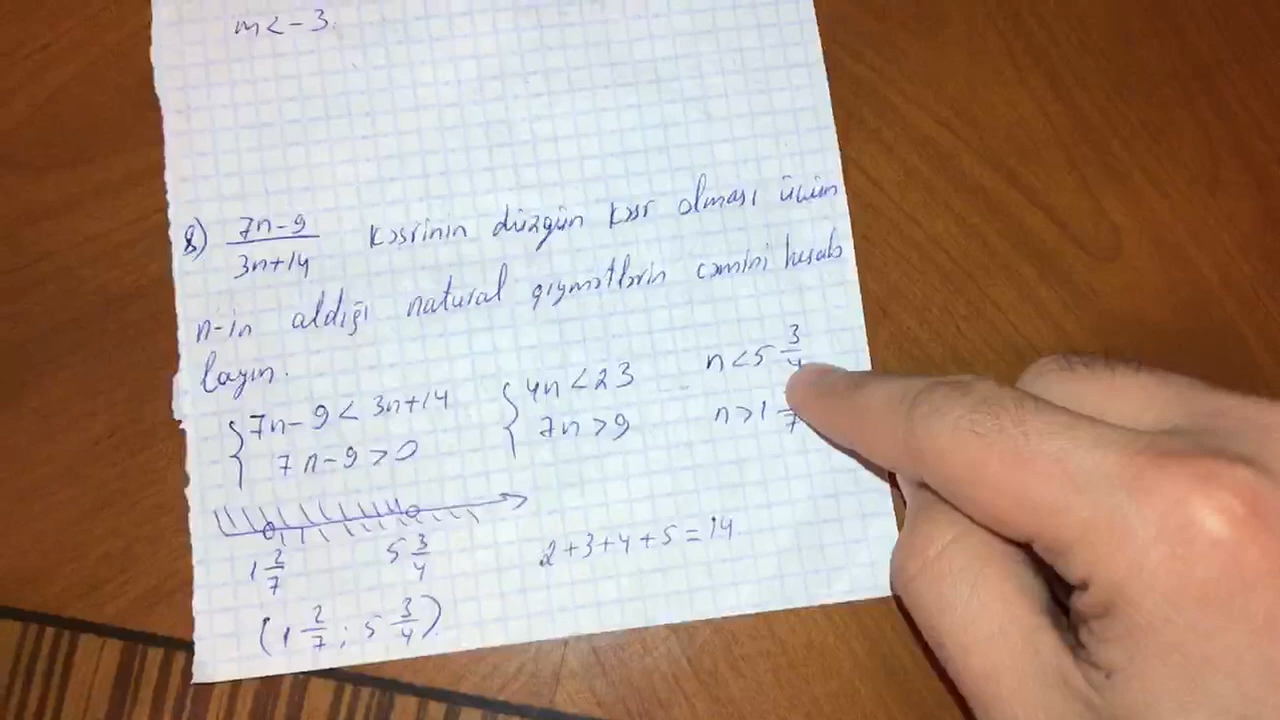 m < -3.
8) (7n-9)/(3n+14) kəsrinin düzgün kəsr olması üçün
n-in aldığı natural qiymətlərin cəmini hesab
layın.
{ 7n-9 < 3n+14 { 4n < 23 n < 5 3/4
7n-9 > 0 7n > 9 n > 1 /7
1 2/7 5 3/4 2+3+4+5=14
(1 2/7 ; 5 3/4).